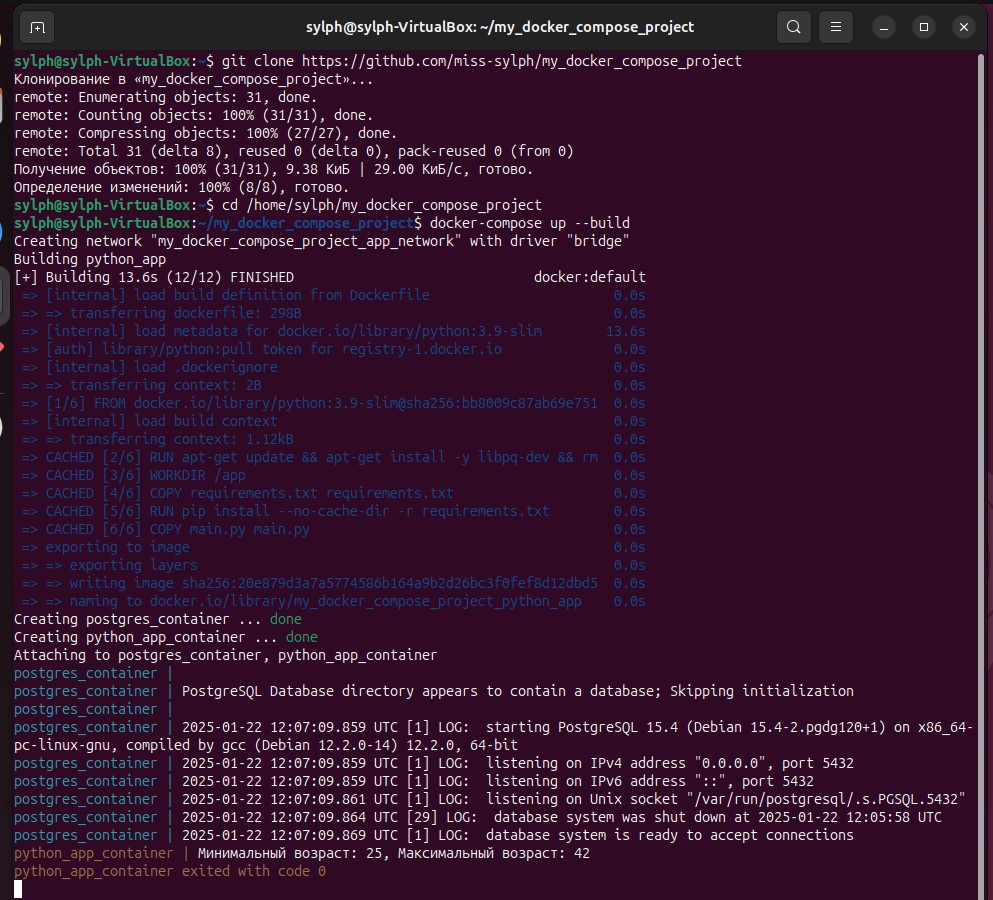 sylph@sylph-VirtualBox: ~/my_docker_compose_project
sylph@sylph-VirtualBox:~$ git clone https://github.com/miss-sylph/my_docker_compose_project
Клонирование в «my_docker_compose_project»...
remote: Enumerating objects: 31, done.
remote: Counting objects: 100% (31/31), done.
remote: Compressing objects: 100% (27/27), done.
remote: Total 31 (delta 8), reused 0 (delta 0), pack-reused 0 (from 0)
Получение объектов: 100% (31/31), 9.38 КиБ | 29.00 КиБ/с, готово.
Определение изменений: 100% (8/8), готово.
sylph@sylph-VirtualBox:~$ cd /home/sylph/my_docker_compose_project
sylph@sylph-VirtualBox:~/my_docker_compose_project$ docker-compose up --build
Creating network "my_docker_compose_project_app_network" with driver "bridge"
Building python_app
[+] Building 13.6s (12/12) FINISHED docker:default
=> [internal] load build definition from Dockerfile 0.0s
=> => transferring dockerfile: 298B 0.0s
=> [internal] load metadata for docker.io/library/python:3.9-slim 13.6s
=> [auth] library/python:pull token for registry-1.docker.io 0.0s
=> [internal] load .dockerignore 0.0s
=> => transferring context: 2B 0.0s
=> [1/6] FROM docker.io/library/python:3.9-slim@sha256:bb8009c87ab69e751 0.0s
=> [internal] load build context 0.0s
=> => transferring context: 1.12kB 0.0s
=> CACHED [2/6] RUN apt-get update && apt-get install -y libpq-dev && rm 0.0s
=> CACHED [3/6] WORKDIR /app 0.0s
=> CACHED [4/6] COPY requirements.txt requirements.txt 0.0s
=> CACHED [5/6] RUN pip install --no-cache-dir -r requirements.txt 0.0s
=> CACHED [6/6] COPY main.py main.py 0.0s
=> exporting to image 0.0s
=> => exporting layers 0.0s
=> => writing image sha256:20e879d3a7a5774586b164a9b2d26bc3f0fef8d12dbd5 0.0s
=> => naming to docker.io/library/my_docker_compose_project_python_app 0.0s
Creating postgres_container ... done
Creating python_app_container ... done
Attaching to postgres_container, python_app_container
postgres_container |
postgres_container | PostgreSQL Database directory appears to contain a database; Skipping initialization
postgres_container |
postgres_container | 2025-01-22 12:07:09.859 UTC [1] LOG:  starting PostgreSQL 15.4 (Debian 15.4-2.pgdg120+1) on x86_64-
pc-linux-gnu, compiled by gcc (Debian 12.2.0-14) 12.2.0, 64-bit
postgres_container | 2025-01-22 12:07:09.859 UTC [1] LOG:  listening on IPv4 address "0.0.0.0", port 5432
postgres_container | 2025-01-22 12:07:09.859 UTC [1] LOG:  listening on IPv6 address "::", port 5432
postgres_container | 2025-01-22 12:07:09.861 UTC [1] LOG:  listening on Unix socket "/var/run/postgresql/.s.PGSQL.5432"
postgres_container | 2025-01-22 12:07:09.864 UTC [29] LOG:  database system was shut down at 2025-01-22 12:05:58 UTC
postgres_container | 2025-01-22 12:07:09.869 UTC [1] LOG:  database system is ready to accept connections
python_app_container | Минимальный возраст: 25, Максимальный возраст: 42
python_app_container exited with code 0